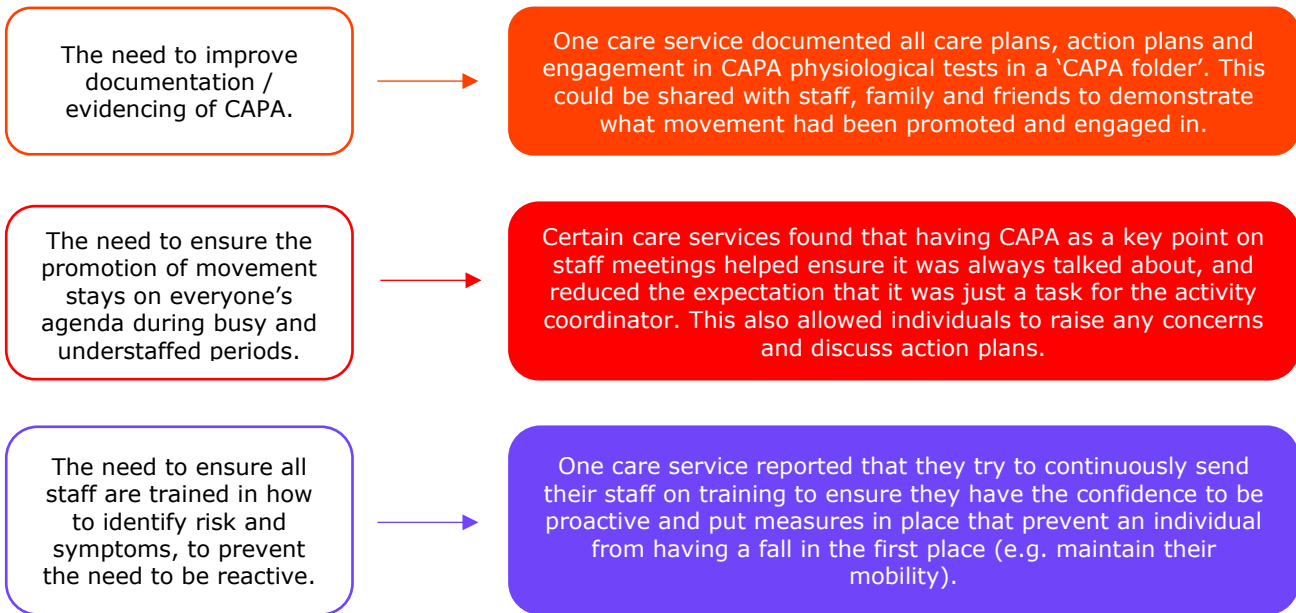 The need to improve
documentation /
evidencing of CAPA.
One care service documented all care plans, action plans and
engagement in CAPA physiological tests in a ‘CAPA folder’. This
could be shared with staff, family and friends to demonstrate
what movement had been promoted and engaged in.
The need to ensure the
promotion of movement
stays on everyone’s
agenda during busy and
understaffed periods.
Certain care services found that having CAPA as a key point on
staff meetings helped ensure it was always talked about, and
reduced the expectation that it was just a task for the activity
coordinator. This also allowed individuals to raise any concerns
and discuss action plans.
The need to ensure all
staff are trained in how
to identify risk and
symptoms, to prevent
the need to be reactive.
One care service reported that they try to continuously send
their staff on training to ensure they have the confidence to be
proactive and put measures in place that prevent an individual
from having a fall in the first place (e.g. maintain their
mobility).